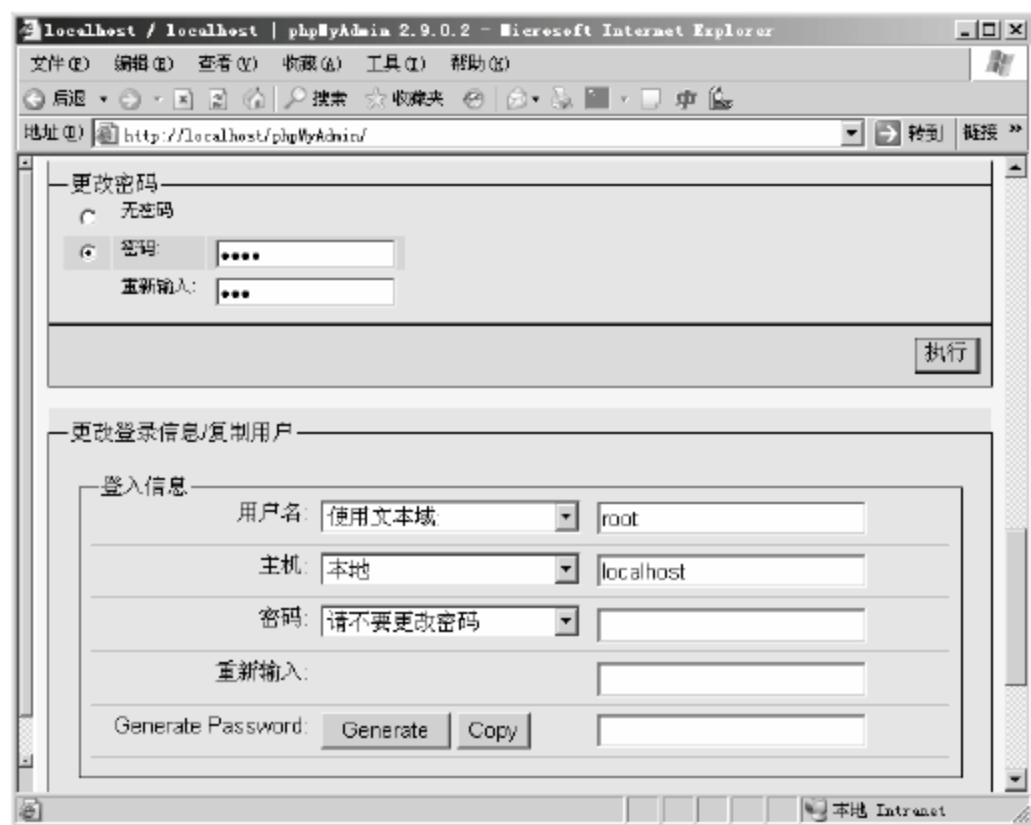 localhost / localhost | phpMyAdmin 2.9.0.2 - Microsoft Internet Explorer
文件(F) 编辑(E) 查看(V) 收藏(A) 工具(T) 帮助(H)
后退 搜索 收藏夹
地址(D) http://localhost/phpMyAdmin/ 转到 链接 »
更改密码
无密码
密码: ••••
重新输入: •••
执行
更改登录信息/复制用户
登入信息
用户名: 使用文本域: root
主机: 本地 localhost
密码: 请不要更改密码
重新输入:
Generate Password: Generate Copy
本地 Intranet